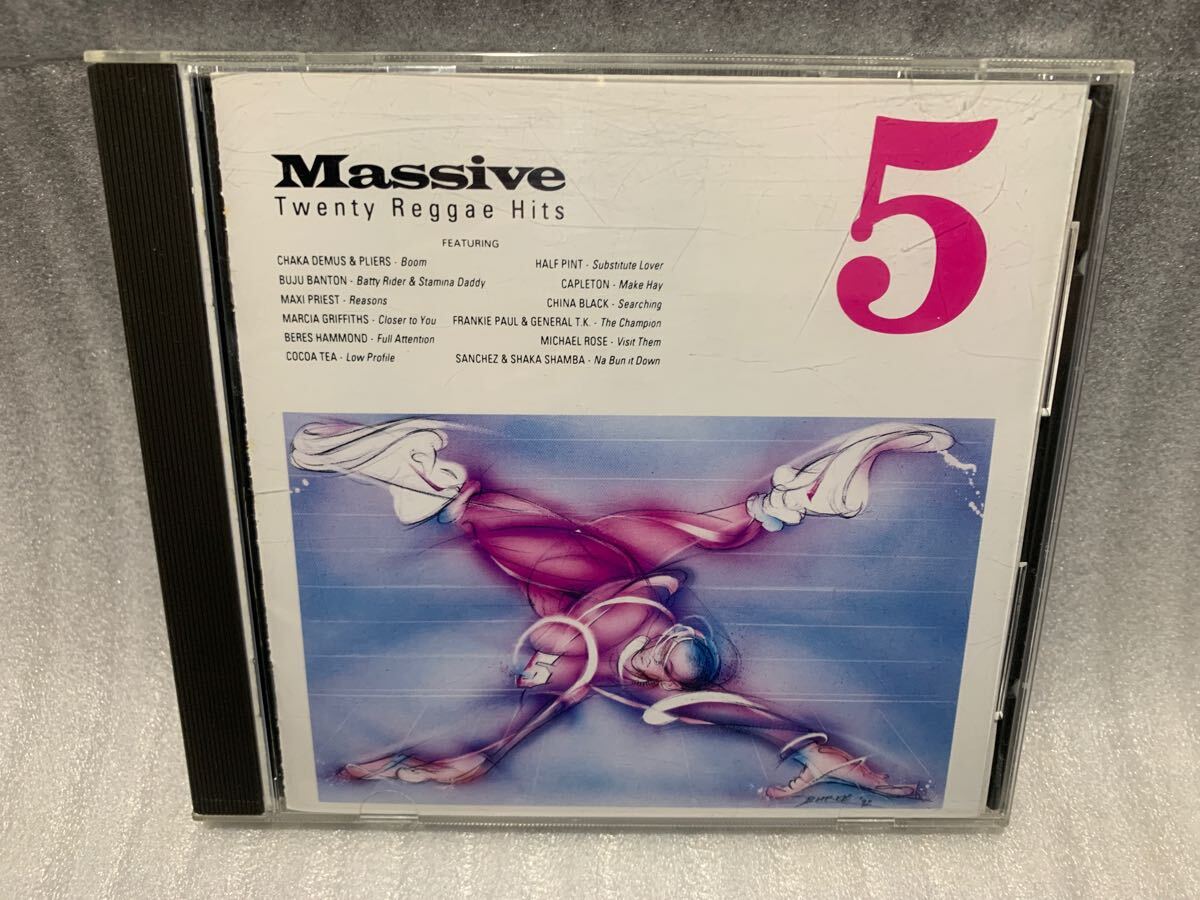 Massive
Twenty Reggae Hits
5
FEATURING
CHAKA DEMUS & PLIERS - Boom
BUJU BANTON - Batty Rider & Stamina Daddy
MAXI PRIEST - Reasons
MARCIA GRIFFITHS - Closer to You
BERES HAMMOND - Full Attention
COCOA TEA - Low Profile
HALF PINT - Substitute Lover
CAPLETON - Make Hay
CHINA BLACK - Searching
FRANKIE PAUL & GENERAL T.K. - The Champion
MICHAEL ROSE - Visit Them
SANCHEZ & SHAKA SHAMBA - Na Bun it Down
5
'92